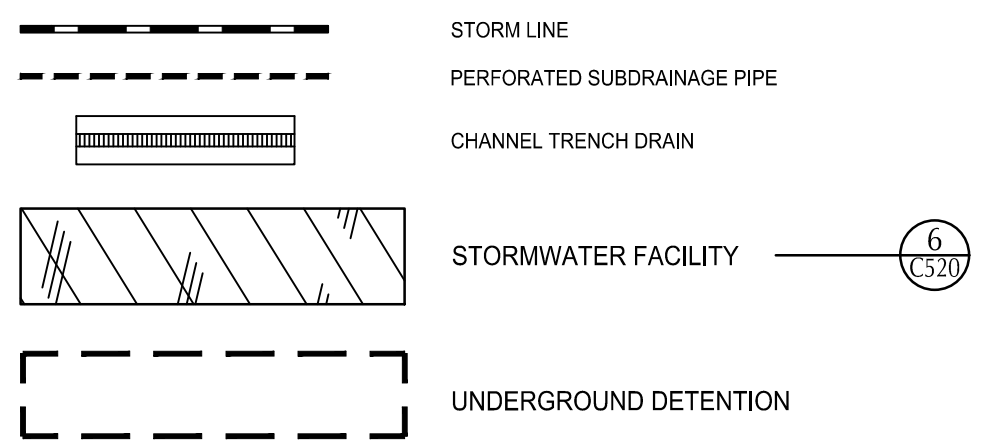 STORM LINE
PERFORATED SUBDRAINAGE PIPE
CHANNEL TRENCH DRAIN
STORMWATER FACILITY
6
C520
UNDERGROUND DETENTION